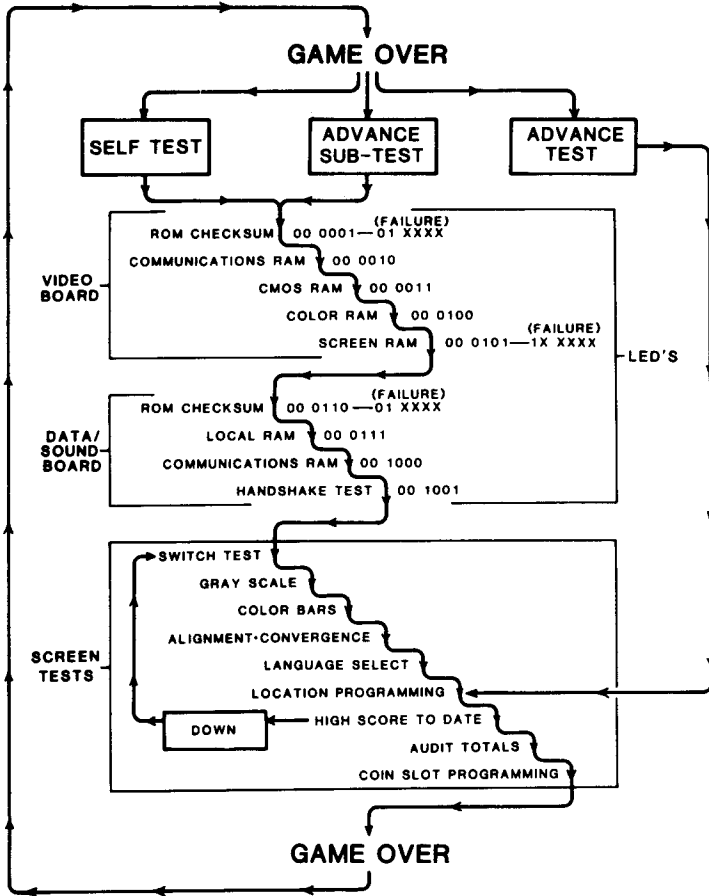 GAME OVER
SELF TEST
ADVANCE
SUB-TEST
ADVANCE
TEST
VIDEO
BOARD
(FAILURE)
ROM CHECKSUM 00 0001—01 XXXX
COMMUNICATIONS RAM 00 0010
CMOS RAM 00 0011
COLOR RAM 00 0100
(FAILURE)
SCREEN RAM 00 0101—1X XXXX
LED'S
DATA/
SOUND
BOARD
(FAILURE)
ROM CHECKSUM 00 0110—01 XXXX
LOCAL RAM 00 0111
COMMUNICATIONS RAM 00 1000
HANDSHAKE TEST 00 1001
SCREEN
TESTS
SWITCH TEST
GRAY SCALE
COLOR BARS
ALIGNMENT·CONVERGENCE
LANGUAGE SELECT
LOCATION PROGRAMMING
DOWN
HIGH SCORE TO DATE
AUDIT TOTALS
COIN SLOT PROGRAMMING
GAME OVER